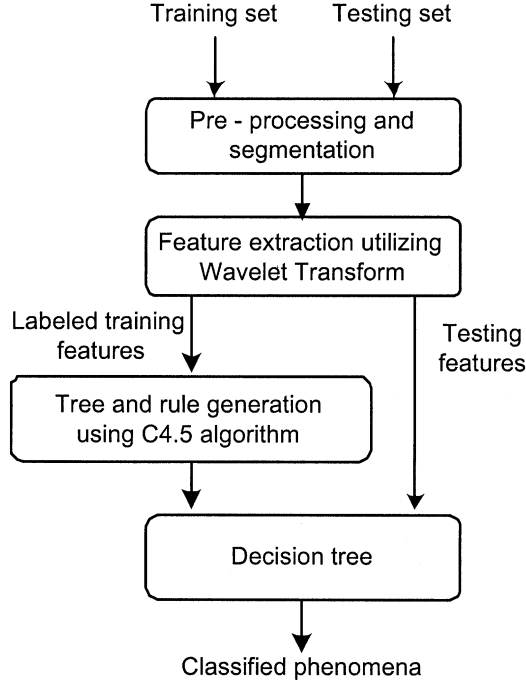 Training set
Testing set
Pre - processing and
segmentation
Feature extraction utilizing
Wavelet Transform
Labeled training
features
Testing
features
Tree and rule generation
using C4.5 algorithm
Decision tree
Classified phenomena